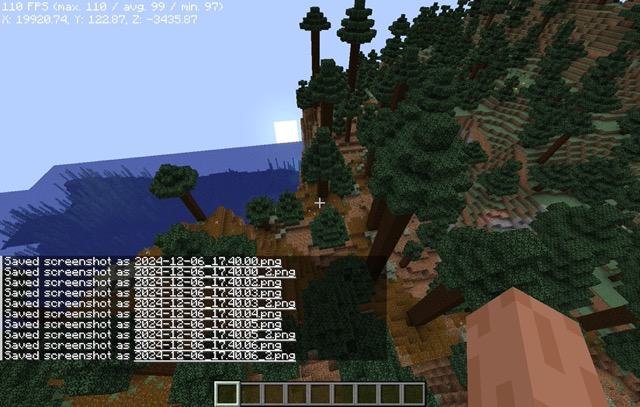 110 FPS (max. 110 / avg. 99 / min. 97)
X: 19920.74, Y: 122.87, Z: -3435.87
Saved screenshot as 2024-12-06_17.40.00.png
Saved screenshot as 2024-12-06_17.40.00_2.png
Saved screenshot as 2024-12-06_17.40.02.png
Saved screenshot as 2024-12-06_17.40.03.png
Saved screenshot as 2024-12-06_17.40.03_2.png
Saved screenshot as 2024-12-06_17.40.04.png
Saved screenshot as 2024-12-06_17.40.05.png
Saved screenshot as 2024-12-06_17.40.05_2.png
Saved screenshot as 2024-12-06_17.40.06.png
Saved screenshot as 2024-12-06_17.40.06_2.png